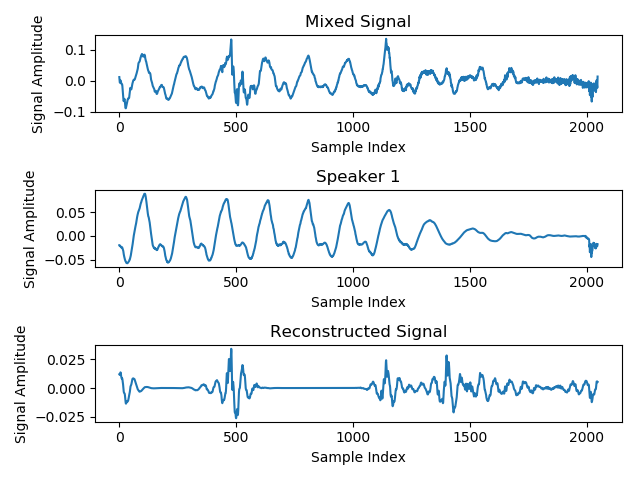 Mixed Signal
Signal Amplitude
0.1
0.0
−0.1
0 500 1000 1500 2000
Sample Index
Speaker 1
Signal Amplitude
0.05
0.00
−0.05
0 500 1000 1500 2000
Sample Index
Reconstructed Signal
Signal Amplitude
0.025
0.000
−0.025
0 500 1000 1500 2000
Sample Index